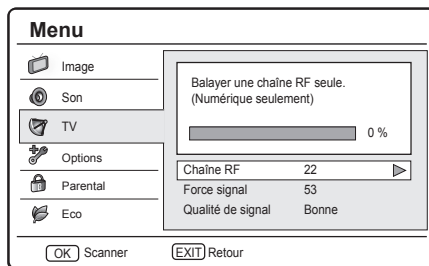 Menu
Image
Son
TV
Options
Parental
Eco
Balayer une chaîne RF seule.
(Numérique seulement)
0 %
Chaîne RF 22
Force signal 53
Qualité de signal Bonne
OK Scanner EXIT Retour